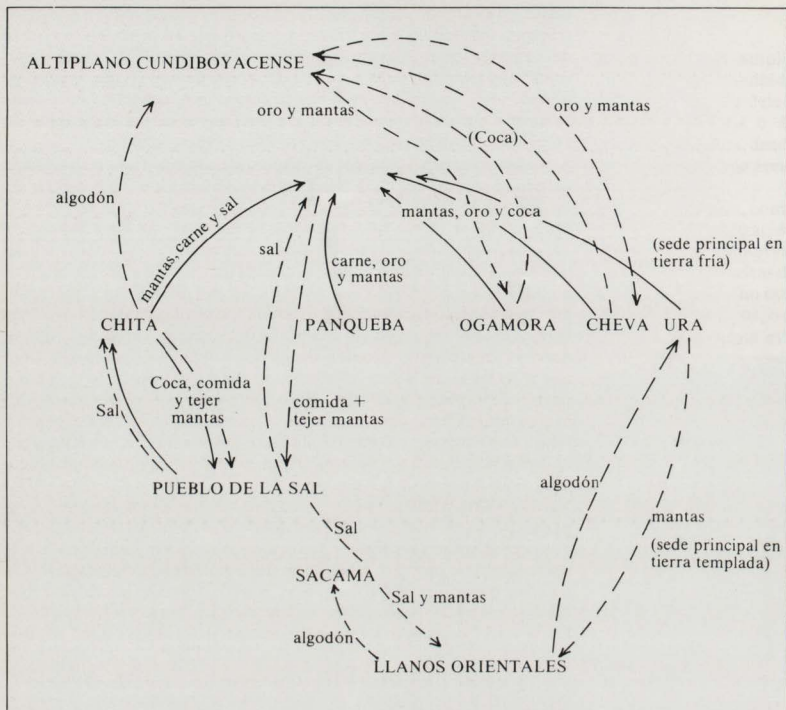 ALTIPLANO CUNDIBOYACENSE
oro y mantas
oro y mantas
(Coca)
algodón
mantas, carne y sal
sal
carne, oro
y mantas
mantas, oro y coca
(sede principal en
tierra fría)
CHITA
PANQUEBA
OGAMORA
CHEVA
URA
Sal
Coca, comida
y tejer
mantas
comida +
tejer mantas
PUEBLO DE LA SAL
algodón
mantas
(sede principal en
tierra templada)
Sal
SACAMA
Sal y mantas
algodón
LLANOS ORIENTALES